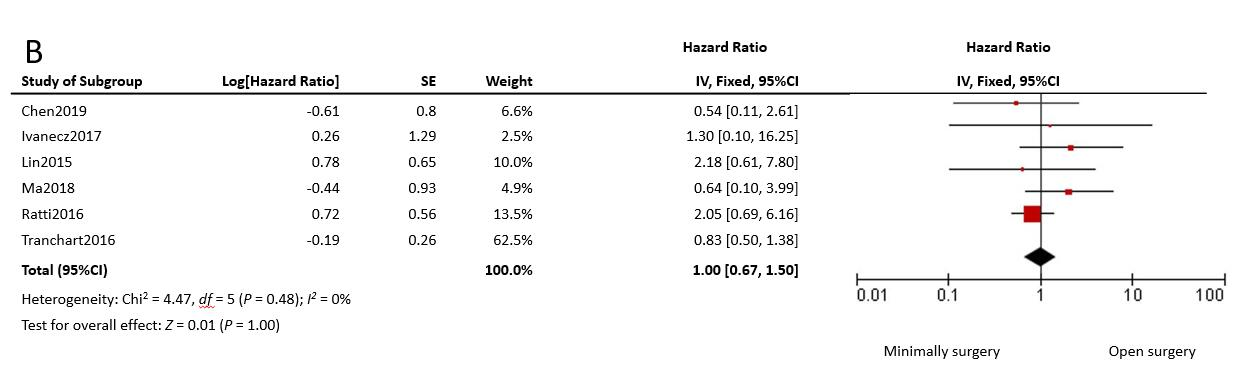 B
Hazard Ratio Hazard Ratio
Study of Subgroup Log[Hazard Ratio] SE Weight IV, Fixed, 95%CI IV, Fixed, 95%CI
Chen2019 -0.61 0.8 6.6% 0.54 [0.11, 2.61]
Ivanecz2017 0.26 1.29 2.5% 1.30 [0.10, 16.25]
Lin2015 0.78 0.65 10.0% 2.18 [0.61, 7.80]
Ma2018 -0.44 0.93 4.9% 0.64 [0.10, 3.99]
Ratti2016 0.72 0.56 13.5% 2.05 [0.69, 6.16]
Tranchart2016 -0.19 0.26 62.5% 0.83 [0.50, 1.38]
Total (95%CI) 100.0% 1.00 [0.67, 1.50]
Heterogeneity: Chi² = 4.47, df = 5 (P = 0.48); I² = 0%
Test for overall effect: Z = 0.01 (P = 1.00)
0.01 0.1 1 10 100
Minimally surgery Open surgery